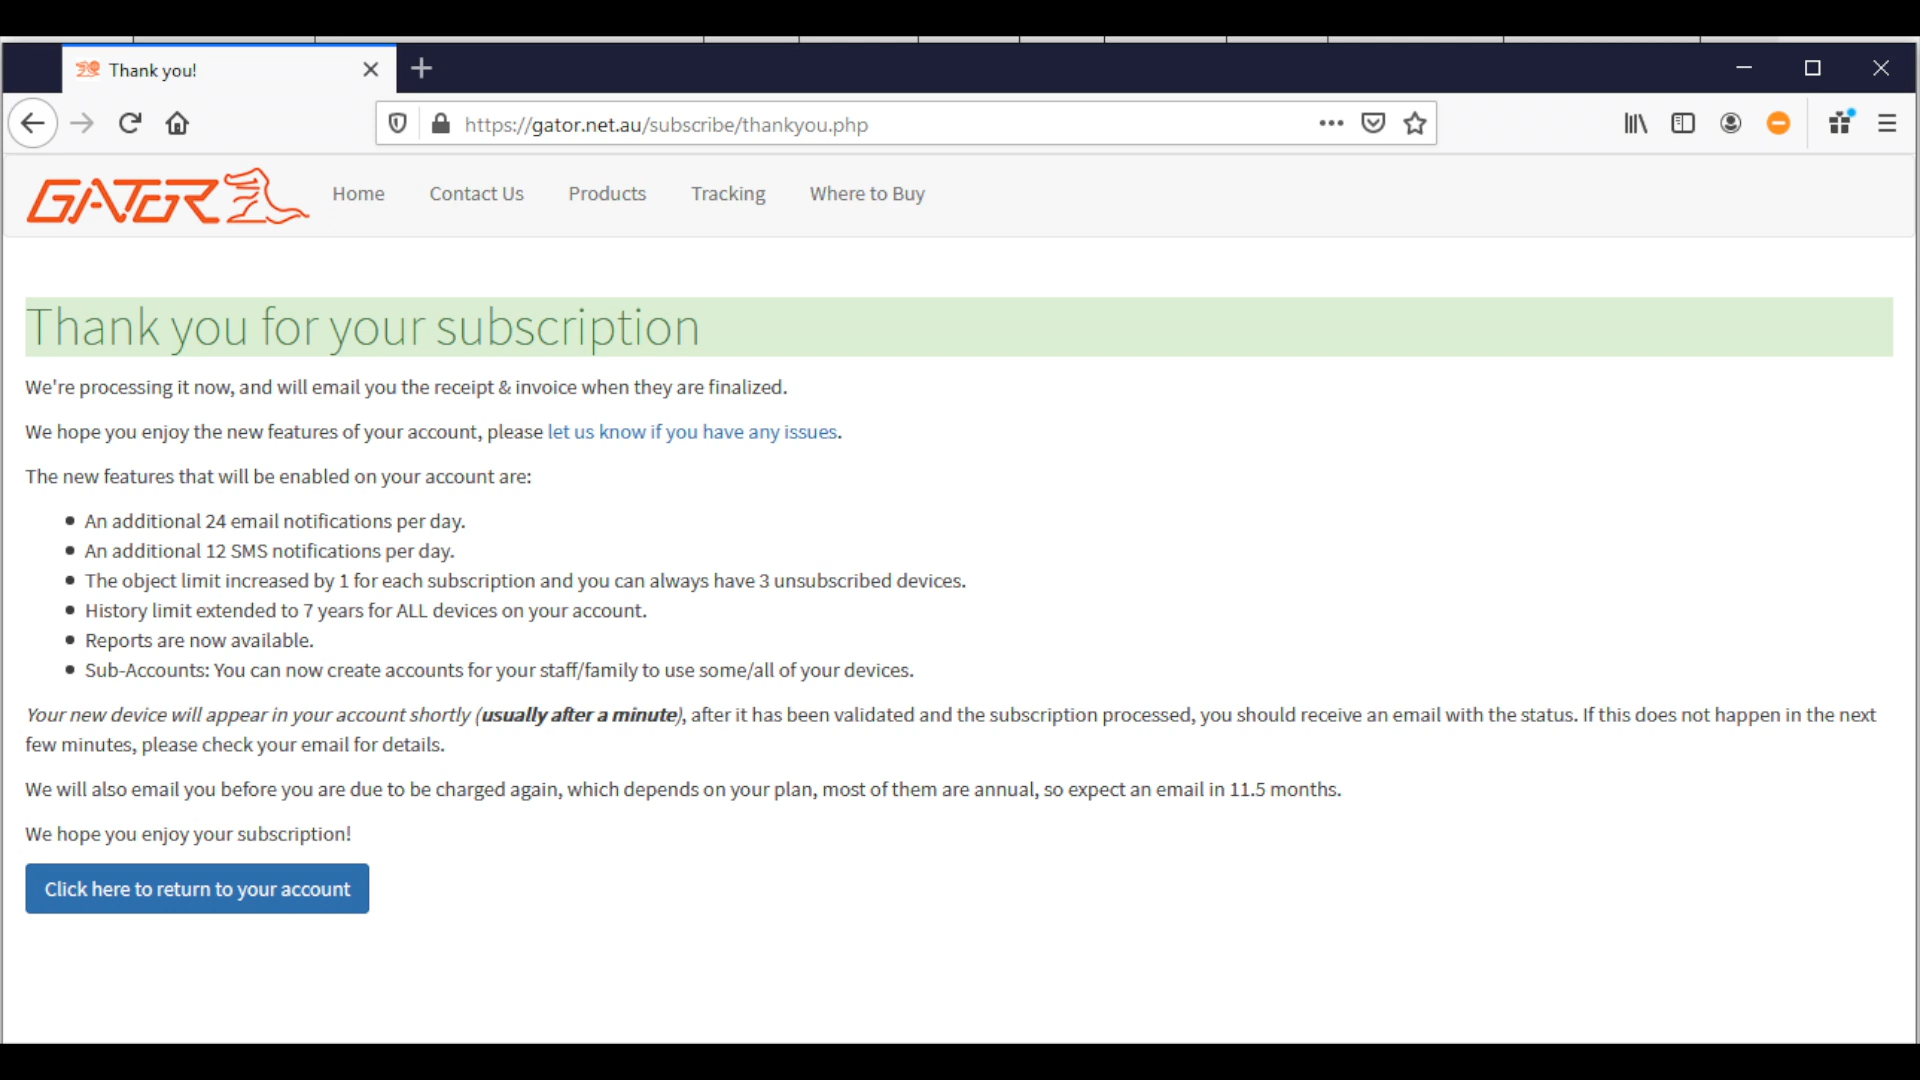 Thank you!
https://gator.net.au/subscribe/thankyou.php
GATOR
Home Contact Us Products Tracking Where to Buy
Thank you for your subscription
We're processing it now, and will email you the receipt & invoice when they are finalized.
We hope you enjoy the new features of your account, please let us know if you have any issues.
The new features that will be enabled on your account are:
An additional 24 email notifications per day.
An additional 12 SMS notifications per day.
The object limit increased by 1 for each subscription and you can always have 3 unsubscribed devices.
History limit extended to 7 years for ALL devices on your account.
Reports are now available.
Sub-Accounts: You can now create accounts for your staff/family to use some/all of your devices.
Your new device will appear in your account shortly (usually after a minute), after it has been validated and the subscription processed, you should receive an email with the status. If this does not happen in the next
few minutes, please check your email for details.
We will also email you before you are due to be charged again, which depends on your plan, most of them are annual, so expect an email in 11.5 months.
We hope you enjoy your subscription!
Click here to return to your account